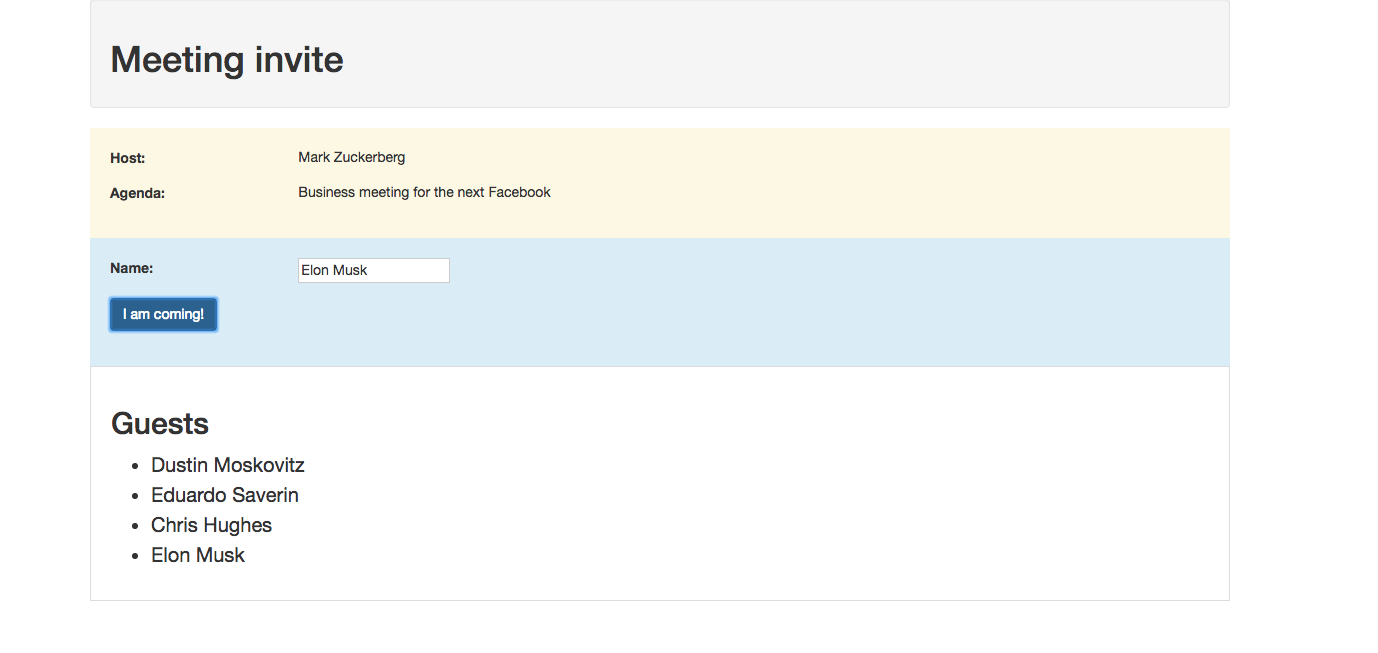 Meeting invite
Host: Mark Zuckerberg
Agenda: Business meeting for the next Facebook
Name: Elon Musk
I am coming!
Guests
Dustin Moskovitz
Eduardo Saverin
Chris Hughes
Elon Musk